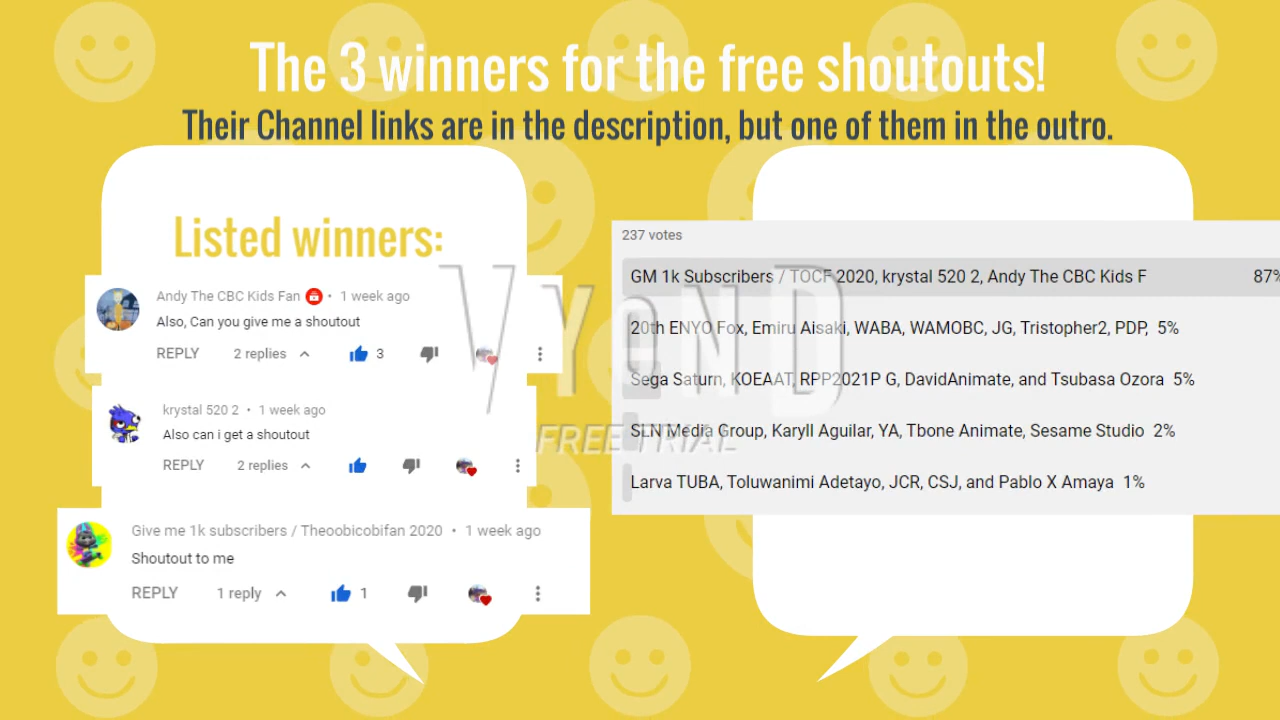 The 3 winners for the free shoutouts!
Their Channel links are in the description, but one of them in the outro.
Listed winners:
Andy The CBC Kids Fan • 1 week ago
Also, Can you give me a shoutout
REPLY 2 replies 3
krystal 520 2 • 1 week ago
Also can i get a shoutout
REPLY 2 replies
Give me 1k subscribers / Theoobicobifan 2020 • 1 week ago
Shoutout to me
REPLY 1 reply 1
237 votes
GM 1k Subscribers / TOCF 2020, krystal 520 2, Andy The CBC Kids F 87%
20th ENYO Fox, Emiru Aisaki, WABA, WAMOBC, JG, Tristopher2, PDP, 5%
Sega Saturn, KOEAAT, RPP2021P G, DavidAnimate, and Tsubasa Ozora 5%
SLN Media Group, Karyll Aguilar, YA, Tbone Animate, Sesame Studio 2%
Larva TUBA, Toluwanimi Adetayo, JCR, CSJ, and Pablo X Amaya 1%
Vyond
FREE TRIAL